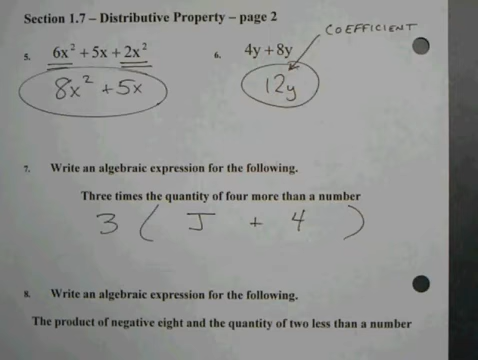 Section 1.7 – Distributive Property – page 2
COEFFICIENT
5. 6x² + 5x + 2x²
6. 4y + 8y
8x² + 5x
12y
7. Write an algebraic expression for the following.
Three times the quantity of four more than a number
3 ( J + 4 )
8. Write an algebraic expression for the following.
The product of negative eight and the quantity of two less than a number